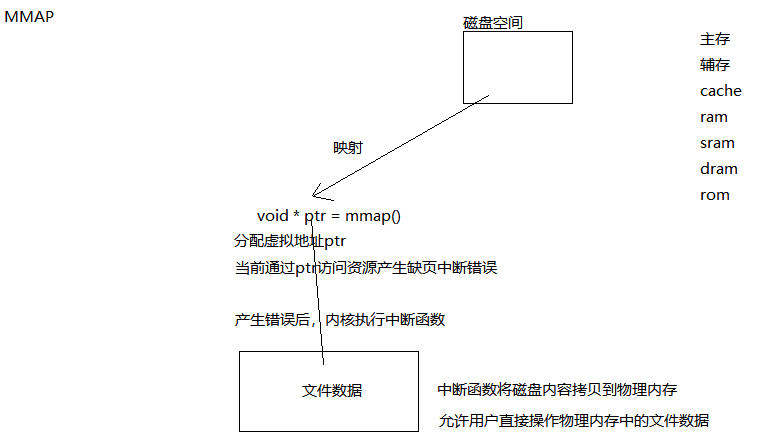 MMAP
磁盘空间
主存
辅存
cache
ram
sram
dram
rom
映射
void * ptr = mmap()
分配虚拟地址ptr
当前通过ptr访问资源产生缺页中断错误
产生错误后，内核执行中断函数
文件数据
中断函数将磁盘内容拷贝到物理内存
允许用户直接操作物理内存中的文件数据